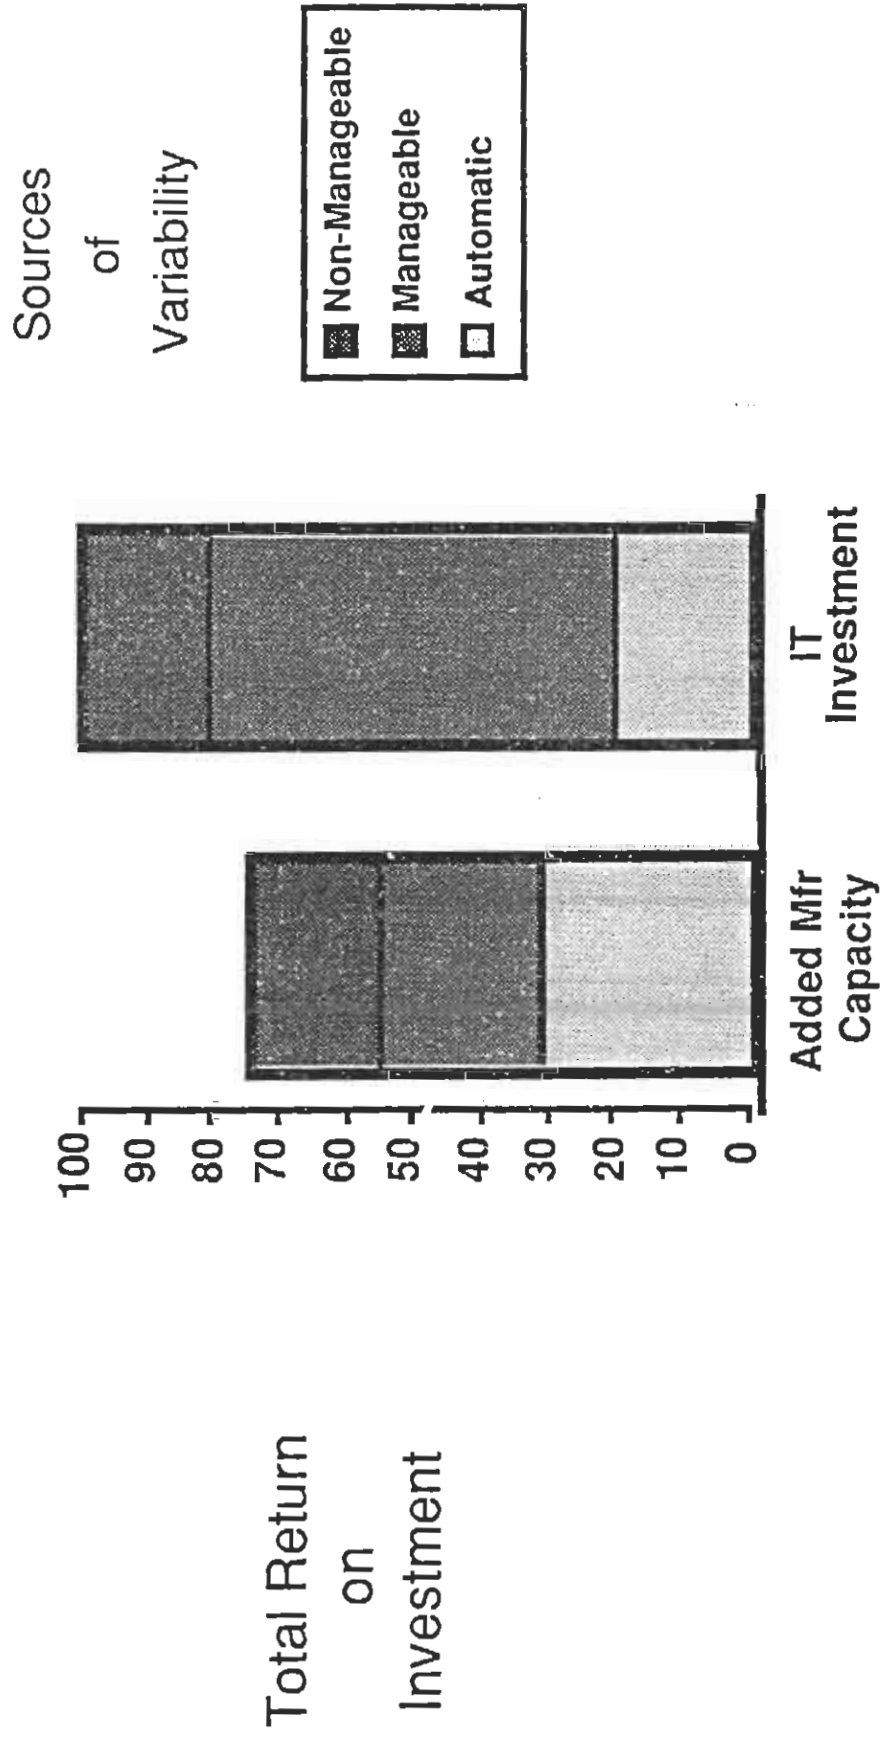 Sources
of
Variability
Non-Manageable
Manageable
Automatic
Total Return
on
Investment
100
90
80
70
60
50
40
30
20
10
0
Added Mfr
Capacity
IT
Investment